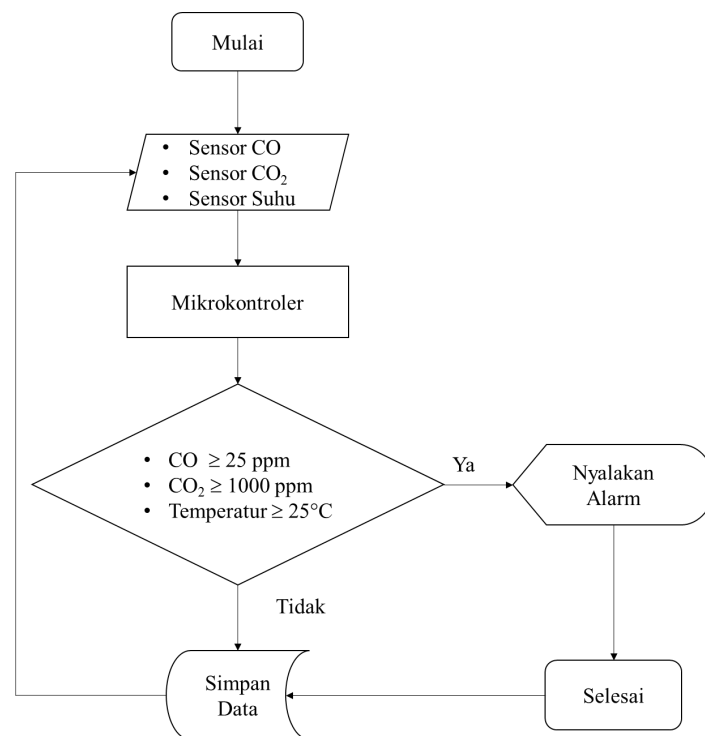 Mulai
• Sensor CO
• Sensor CO₂
• Sensor Suhu
Mikrokontroler
• CO ≥ 25 ppm
• CO₂ ≥ 1000 ppm
• Temperatur ≥ 25°C
Ya
Nyalakan
Alarm
Tidak
Simpan
Data
Selesai